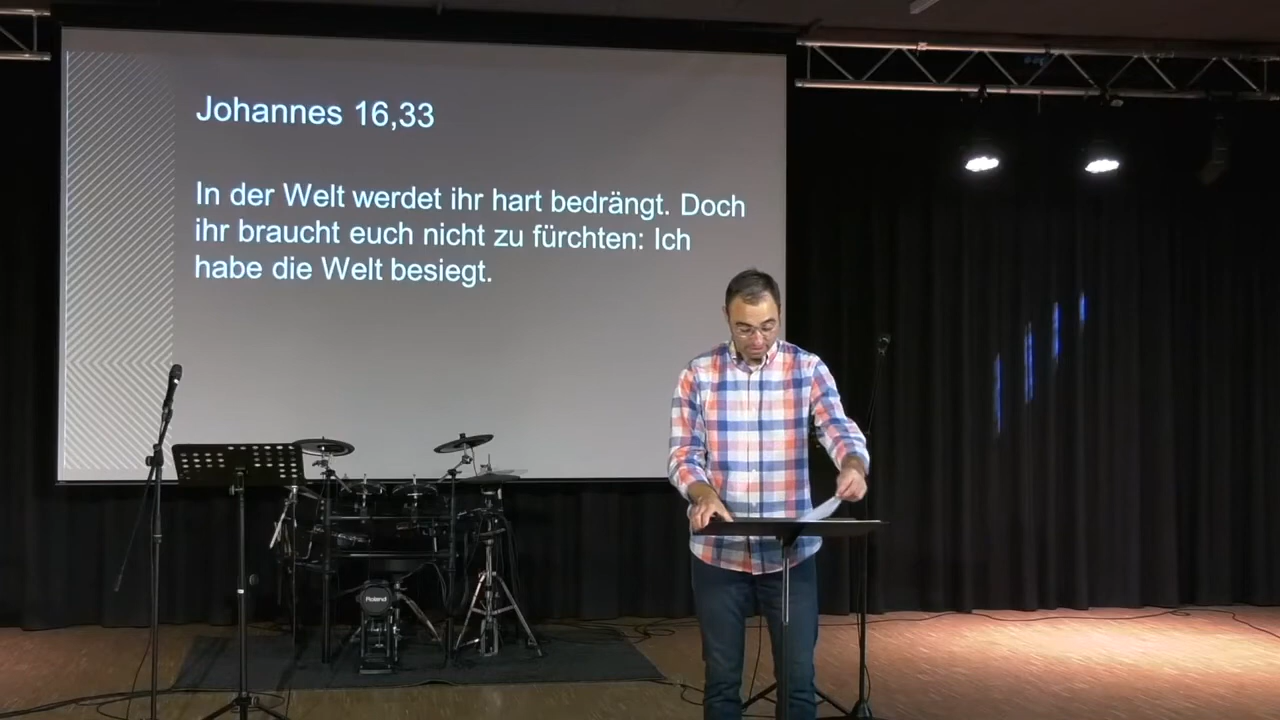 Johannes 16,33
In der Welt werdet ihr hart bedrängt. Doch
ihr braucht euch nicht zu fürchten: Ich
habe die Welt besiegt.
Roland